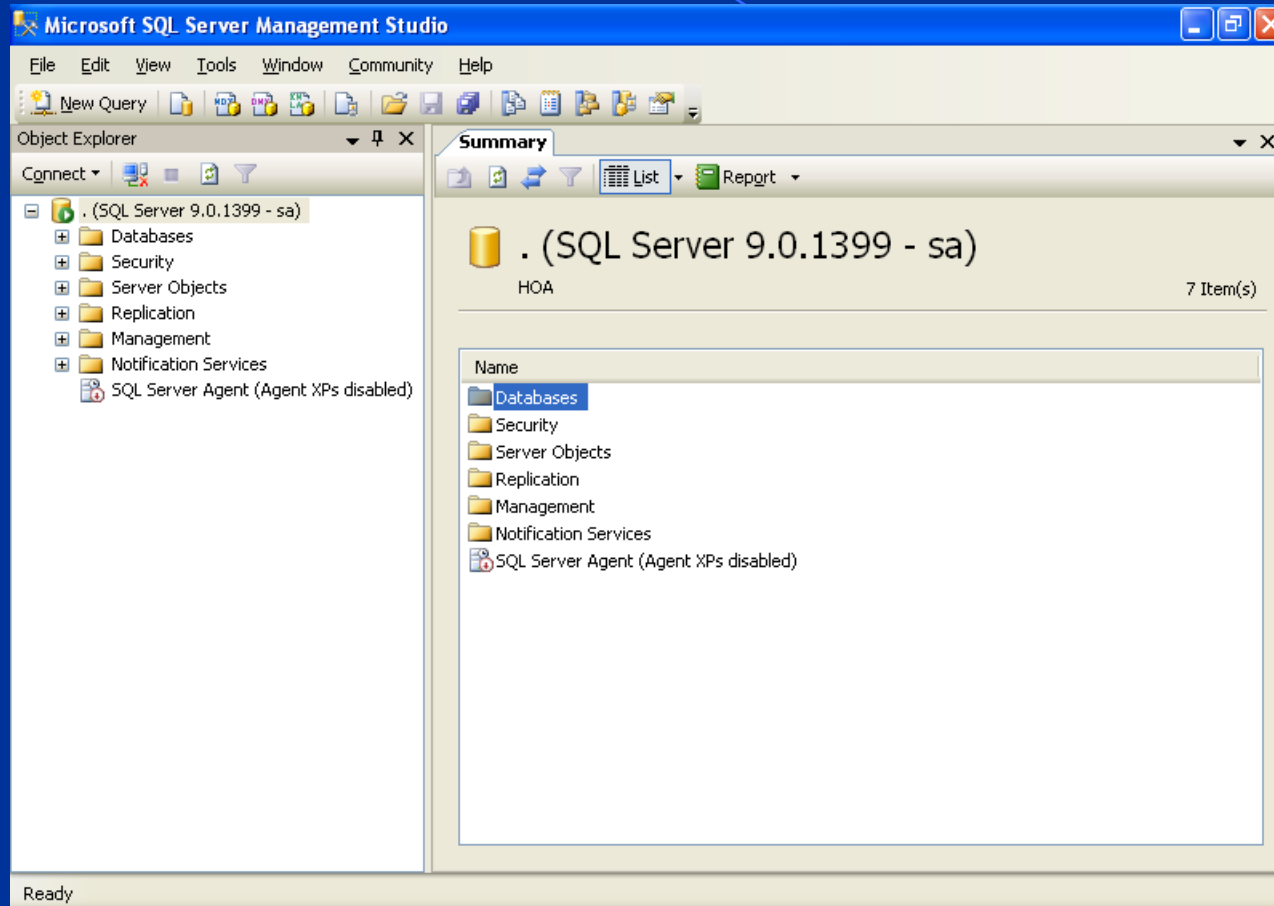 Microsoft SQL Server Management Studio
File Edit View Tools Window Community Help
New Query
Object Explorer
Connect
. (SQL Server 9.0.1399 - sa)
Databases
Security
Server Objects
Replication
Management
Notification Services
SQL Server Agent (Agent XPs disabled)
Summary
List
Report
. (SQL Server 9.0.1399 - sa)
HOA
7 Item(s)
Name
Databases
Security
Server Objects
Replication
Management
Notification Services
SQL Server Agent (Agent XPs disabled)
Ready